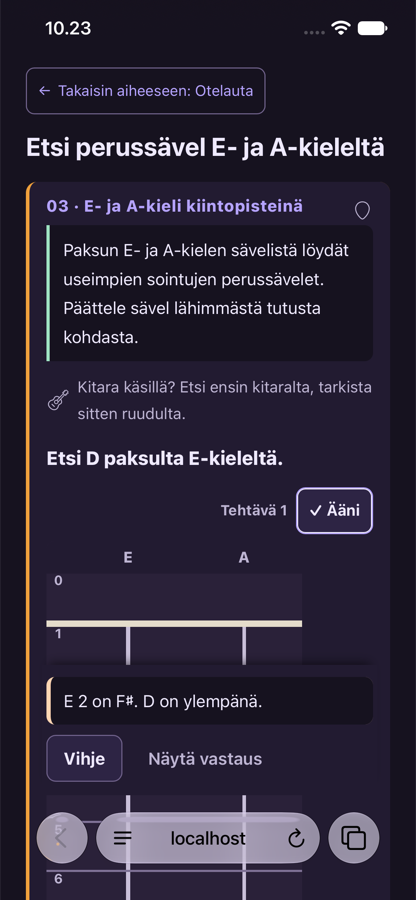 10.23
← Takaisin aiheeseen: Otelauta
Etsi perussävel E- ja A-kieleltä
03 · E- ja A-kieli kiintopisteinä
Paksun E- ja A-kielen sävelistä löydät
useimpien sointujen perussävelet.
Päättele sävel lähimmästä tutusta
kohdasta.
Kitara käsillä? Etsi ensin kitaralta, tarkista
sitten ruudulta.
Etsi D paksulta E-kieleltä.
Tehtävä 1
✓ Ääni
E A
0
1
E 2 on F♯. D on ylempänä.
Vihje
Näytä vastaus
5
localhost
6